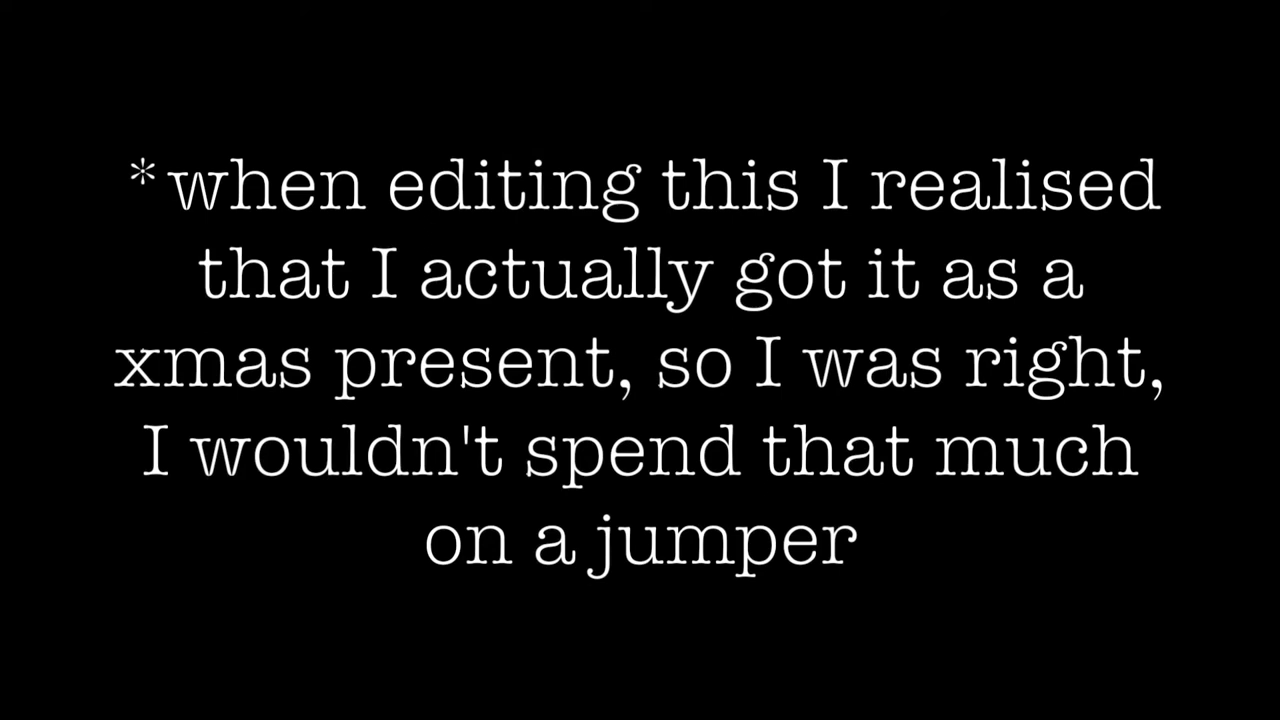 *when editing this I realised
that I actually got it as a
xmas present, so I was right,
I wouldn't spend that much
on a jumper